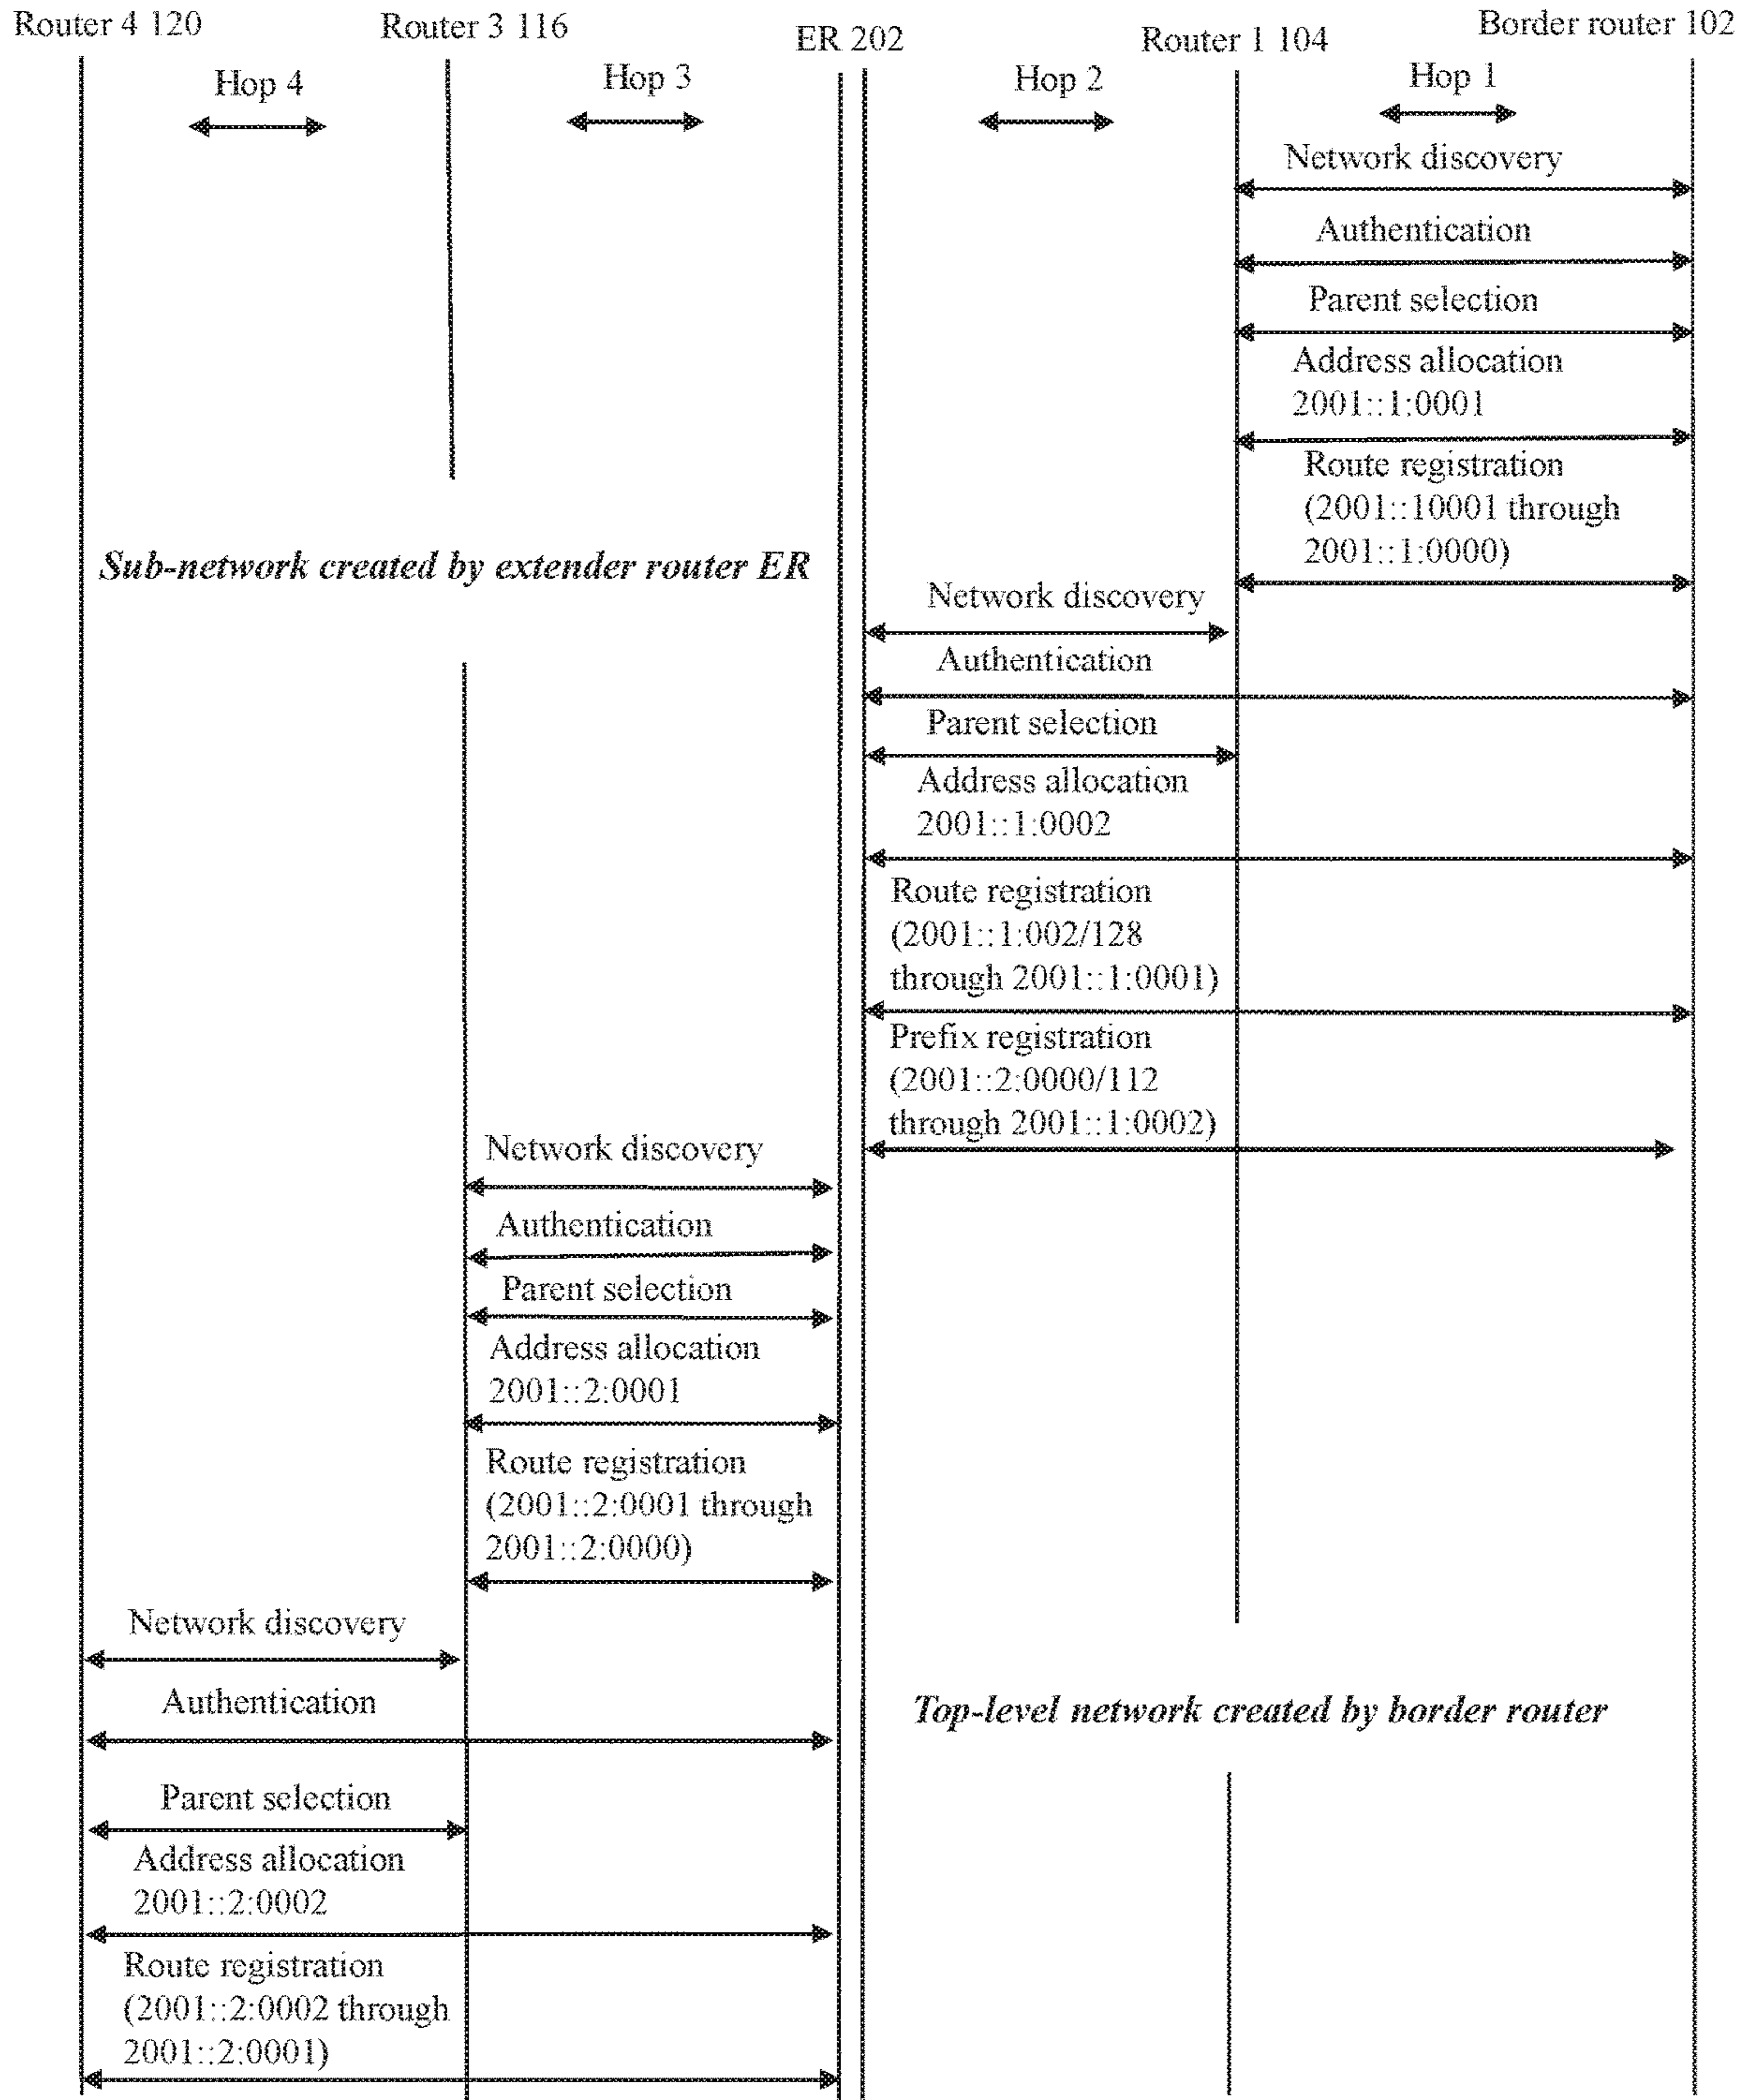 Router 4 120
Router 3 116
ER 202
Router 1 104
Border router 102
Hop 4
Hop 3
Hop 2
Hop 1
Network discovery
Authentication
Parent selection
Address allocation
2001::1:0001
Route registration
(2001::10001 through
2001::1:0000)
Sub-network created by extender router ER
Network discovery
Authentication
Parent selection
Address allocation
2001::1:0002
Route registration
(2001::1:002/128
through 2001::1:0001)
Prefix registration
(2001::2:0000/112
through 2001::1:0002)
Network discovery
Authentication
Parent selection
Address allocation
2001::2:0001
Route registration
(2001::2:0001 through
2001::2:0000)
Network discovery
Authentication
Top-level network created by border router
Parent selection
Address allocation
2001::2:0002
Route registration
(2001::2:0002 through
2001::2:0001)